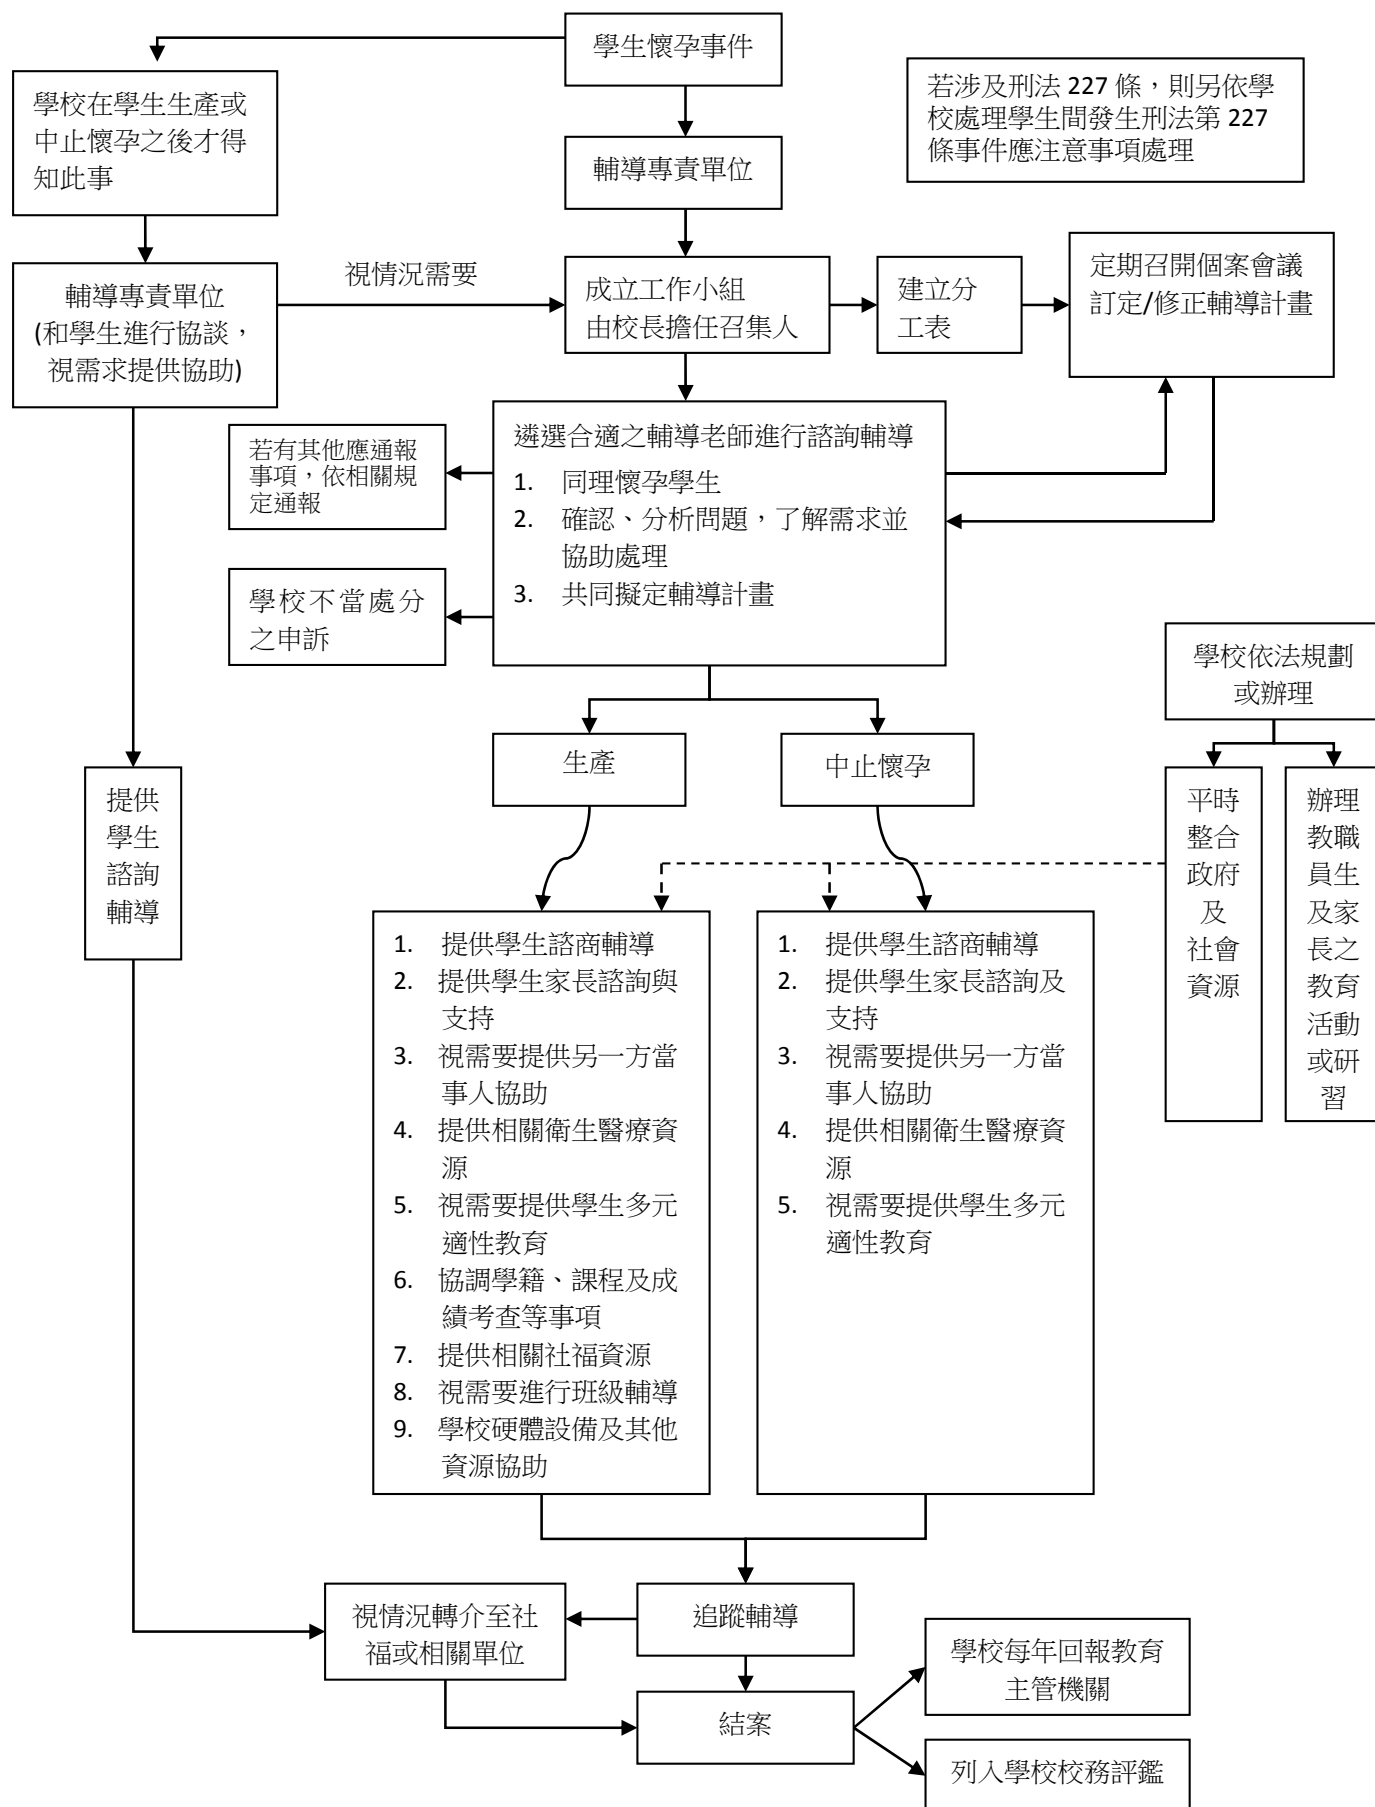 學生懷孕事件
若涉及刑法 227 條，則另依學
校處理學生間發生刑法第 227
條事件應注意事項處理
學校在學生生產或
中止懷孕之後才得
知此事
輔導專責單位
輔導專責單位
(和學生進行協談，
視需求提供協助)
視情況需要
成立工作小組
由校長擔任召集人
建立分
工表
定期召開個案會議
訂定/修正輔導計畫
遴選合適之輔導老師進行諮詢輔導
1. 同理懷孕學生
2. 確認、分析問題，了解需求並
協助處理
3. 共同擬定輔導計畫
若有其他應通報
事項，依相關規
定通報
學校不當處分
之申訴
學校依法規劃
或辦理
生產
中止懷孕
提供
學生
諮詢
輔導
平時
整合
政府
及
社會
資源
辦理
教職
員生
及家
長之
教育
活動
或研
習
1. 提供學生諮商輔導
2. 提供學生家長諮詢與
支持
3. 視需要提供另一方當
事人協助
4. 提供相關衛生醫療資
源
5. 視需要提供學生多元
適性教育
6. 協調學籍、課程及成
績考查等事項
7. 提供相關社福資源
8. 視需要進行班級輔導
9. 學校硬體設備及其他
資源協助
1. 提供學生諮商輔導
2. 提供學生家長諮詢及
支持
3. 視需要提供另一方當
事人協助
4. 提供相關衛生醫療資
源
5. 視需要提供學生多元
適性教育
視情況轉介至社
福或相關單位
追蹤輔導
結案
學校每年回報教育
主管機關
列入學校校務評鑑